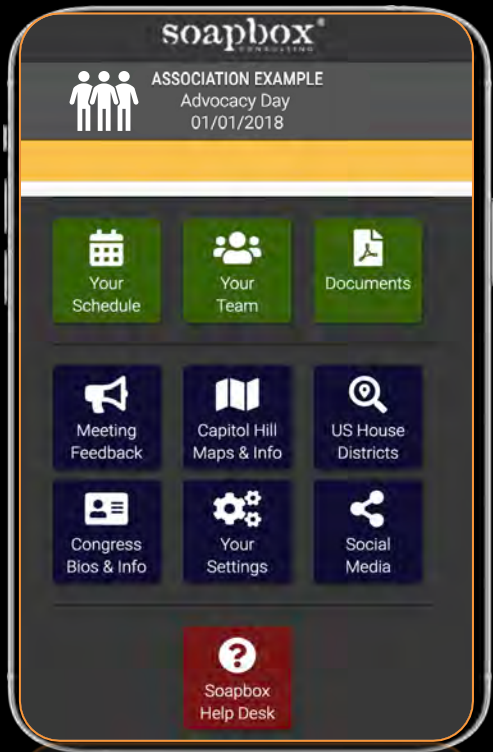 soapbox
CONSULTING
ASSOCIATION EXAMPLE
Advocacy Day
01/01/2018
Your
Schedule
Your
Team
Documents
Meeting
Feedback
Capitol Hill
Maps & Info
US House
Districts
Congress
Bios & Info
Your
Settings
Social
Media
Soapbox
Help Desk